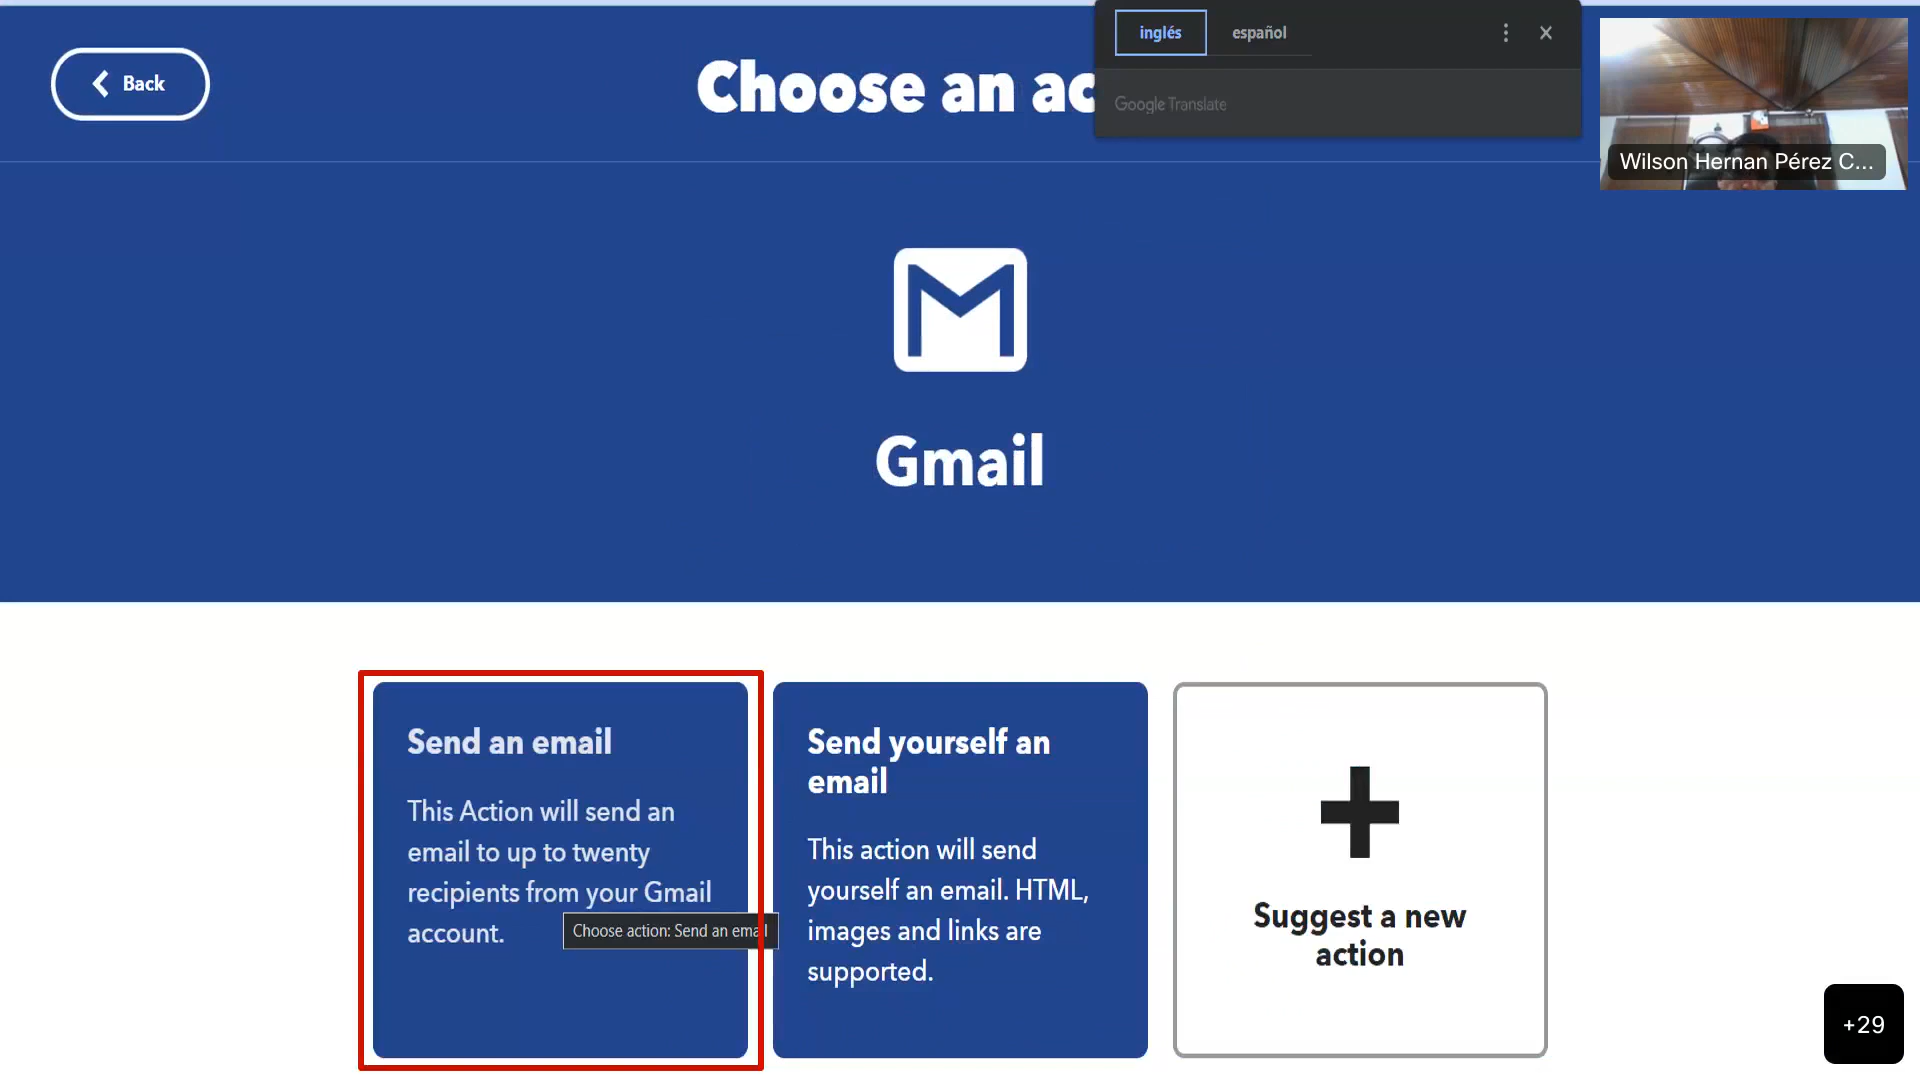 inglés español
Back
Choose an ac
Google Translate
Wilson Hernan Pérez C...
Gmail
Send an email
This Action will send an
email to up to twenty
recipients from your Gmail
account.
Choose action: Send an email
Send yourself an
email
This action will send
yourself an email. HTML,
images and links are
supported.
Suggest a new
action
+29